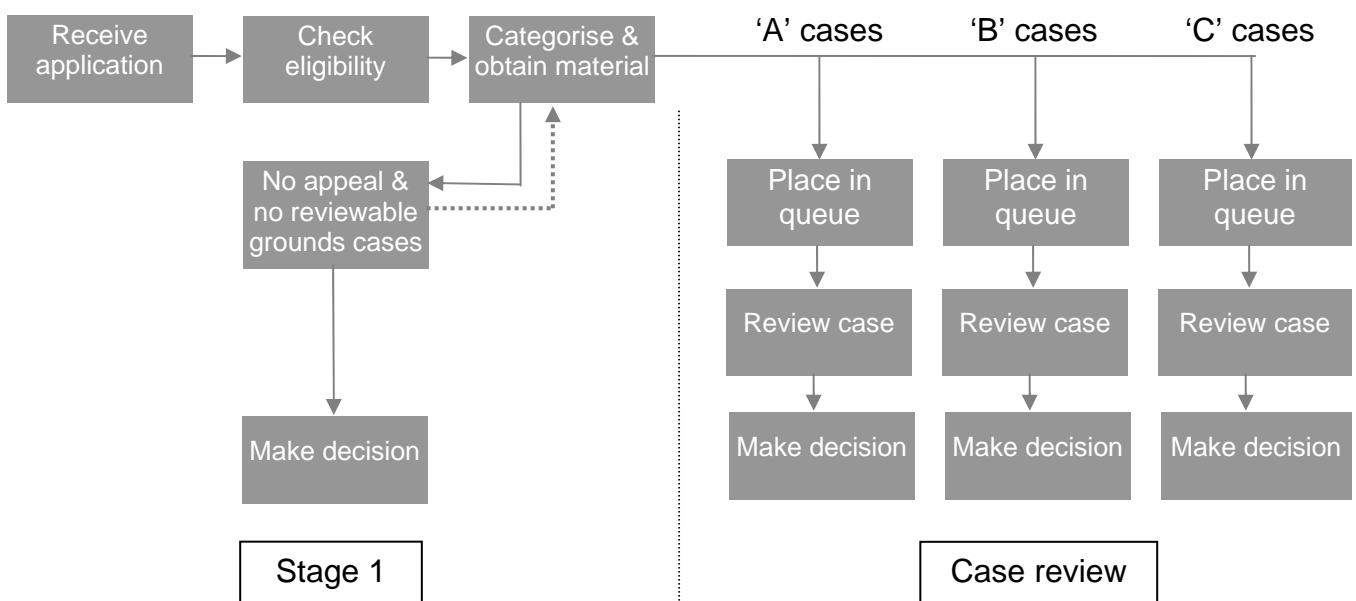 Receive
application
Check
eligibility
Categorise &
obtain material
No appeal &
no reviewable
grounds cases
Make decision
Stage 1
‘A’ cases
‘B’ cases
‘C’ cases
Place in
queue
Place in
queue
Place in
queue
Review case
Review case
Review case
Make decision
Make decision
Make decision
Case review